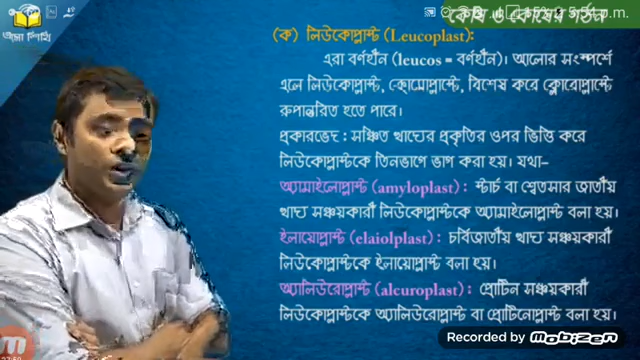 এসো শিখি
কোষ ও কোষের গঠন
(ক) লিউকোপ্লাস্ট (Leucoplast):
এরা বর্ণহীন (leucos = বর্ণহীন)। আলোর সংস্পর্শে
এলে লিউকোপ্লাস্ট, ক্রোমোপ্লাস্টে, বিশেষ করে ক্লোরোপ্লাস্টে
রুপান্তরিত হতে পারে।
প্রকারভেদ : সঞ্চিত খাদ্যের প্রকৃতির ওপর ভিত্তি করে
লিউকোপ্লাস্টকে তিনভাগে ভাগ করা হয়। যথা–
অ্যামাইলোপ্লাস্ট (amyloplast) : স্টার্চ বা শ্বেতসার জাতীয়
খাদ্য সঞ্চয়কারী লিউকোপ্লাস্টকে অ্যামাইলোপ্লাস্ট বলা হয়।
ইলায়োপ্লাস্ট (elaiolplast) : চর্বিজাতীয় খাদ্য সঞ্চয়কারী
লিউকোপ্লাস্টকে ইলায়োপ্লাস্ট বলা হয়।
অ্যালিউরোপ্লাস্ট (aleuroplast) : প্রোটিন সঞ্চয়কারী
লিউকোপ্লাস্টকে অ্যালিউরোপ্লাস্ট বা প্রোটিনোপ্লাস্ট বলা হয়।
Recorded by mobizen